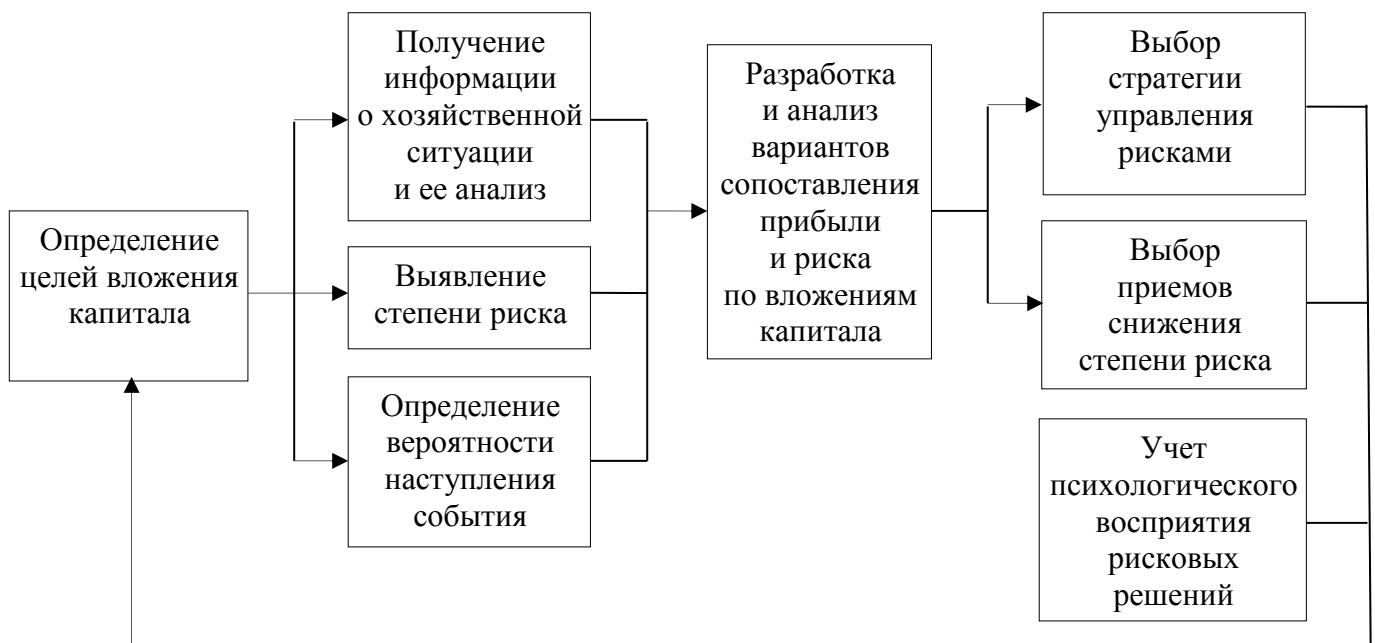 Определение
целей вложения
капитала
Получение
информации
о хозяйственной
ситуации
и ее анализ
Выявление
степени риска
Определение
вероятности
наступления
события
Разработка
и анализ
вариантов
сопоставления
прибыли
и риска
по вложениям
капитала
Выбор
стратегии
управления
рисками
Выбор
приемов
снижения
степени риска
Учет
психологического
восприятия
рисковых
решений